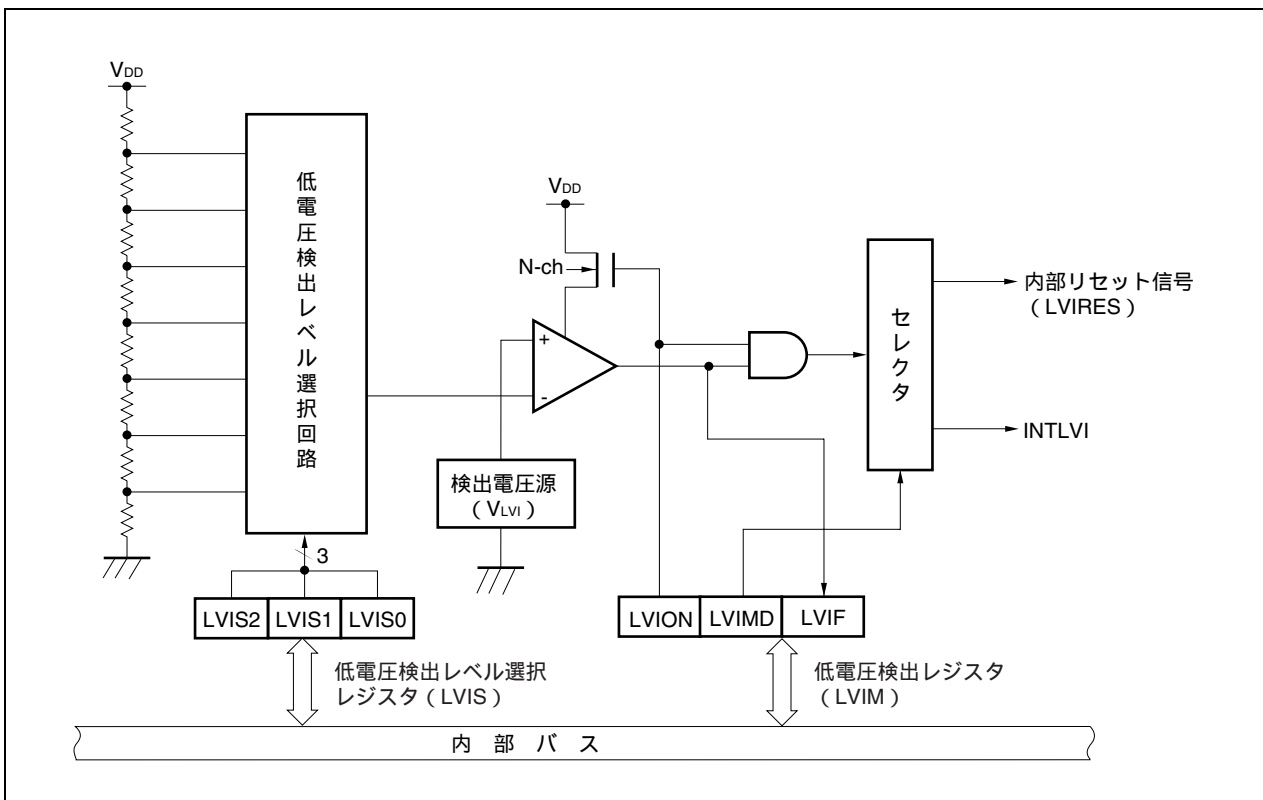 VDD
低電圧検出レベル選択回路
VDD
N-ch
+
-
検出電圧源
(VLVI)
セレクタ
内部リセット信号
(LVIRES)
INTLVI
3
LVIS2 LVIS1 LVIS0
LVION LVIMD LVIF
低電圧検出レベル選択
レジスタ(LVIS)
低電圧検出レジスタ
(LVIM)
内部バス